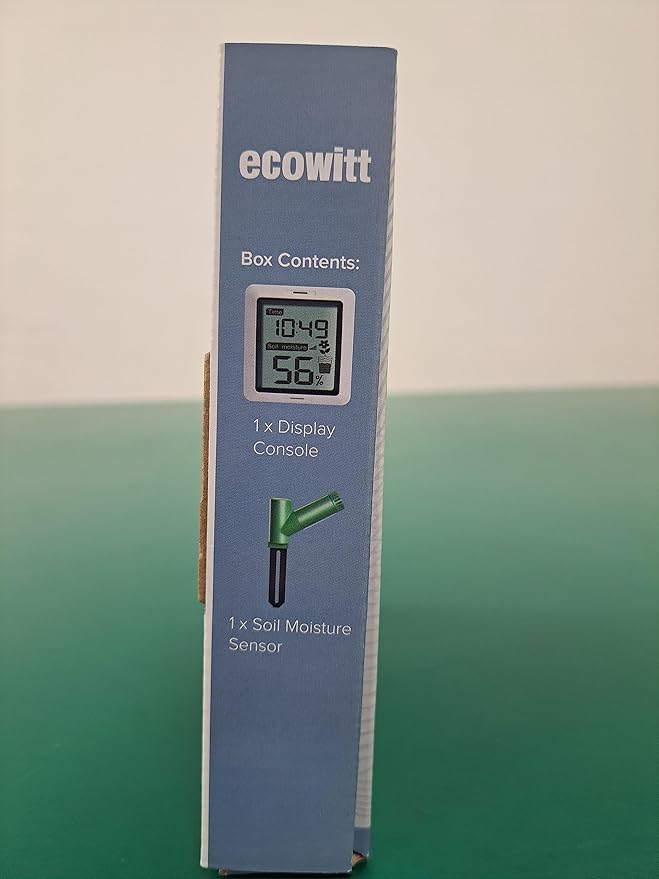 ecowitt
Box Contents:
Time
10:49
Soil moisture
56%
1 x Display
Console
1 x Soil Moisture
Sensor